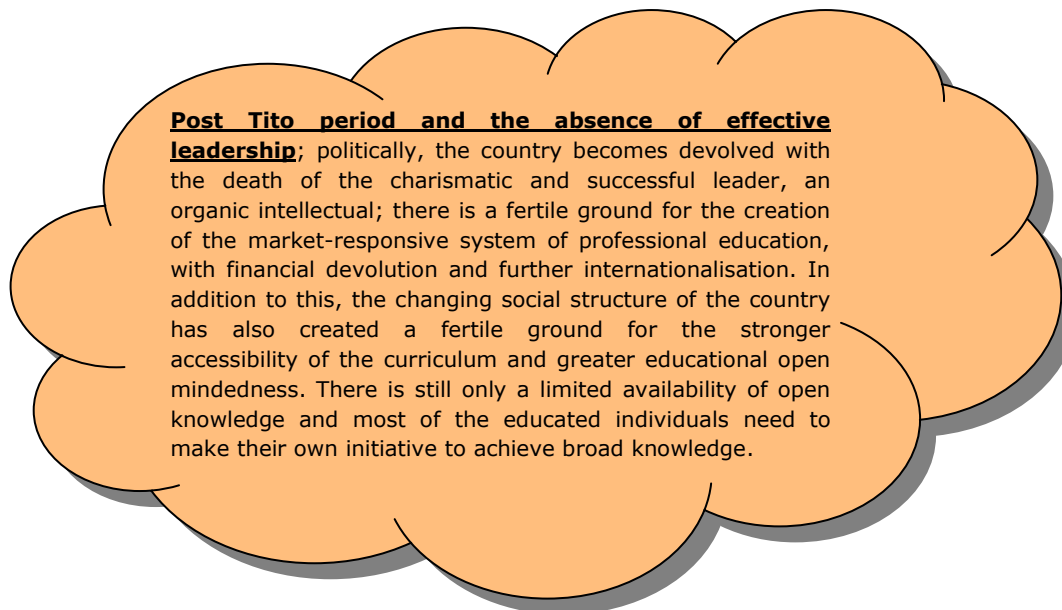 Post Tito period and the absence of effective
leadership; politically, the country becomes devolved with
the death of the charismatic and successful leader, an
organic intellectual; there is a fertile ground for the creation
of the market-responsive system of professional education,
with financial devolution and further internationalisation. In
addition to this, the changing social structure of the country
has also created a fertile ground for the stronger
accessibility of the curriculum and greater educational open
mindedness. There is still only a limited availability of open
knowledge and most of the educated individuals need to
make their own initiative to achieve broad knowledge.